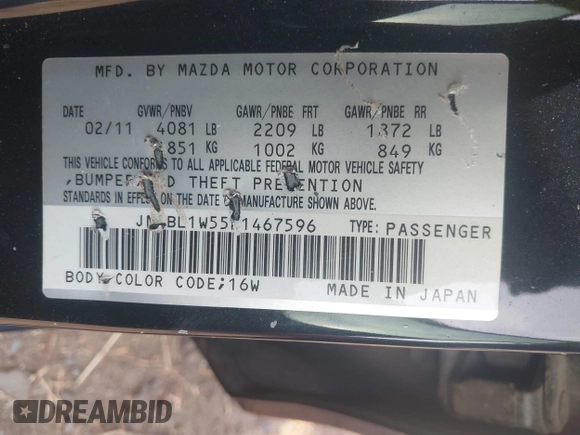 MFD. BY MAZDA MOTOR CORPORATION
DATE GVWR/PNBV GAWR/PNBE FRT GAWR/PNBE RR
02/11 4081 LB 2209 LB 1872 LB
851 KG 1002 KG 849 KG
THIS VEHICLE CONFORMS TO ALL APPLICABLE FEDERAL MOTOR VEHICLE SAFETY
,BUMPER THEFT PREVENTION
STANDARDS IN EFFECT ON THE DATE OF MANUFACTURE SHOWN ABOVE.
BL1W55 1467596 TYPE: PASSENGER
BODY COLOR CODE;16W MADE IN JAPAN
DREAMBID